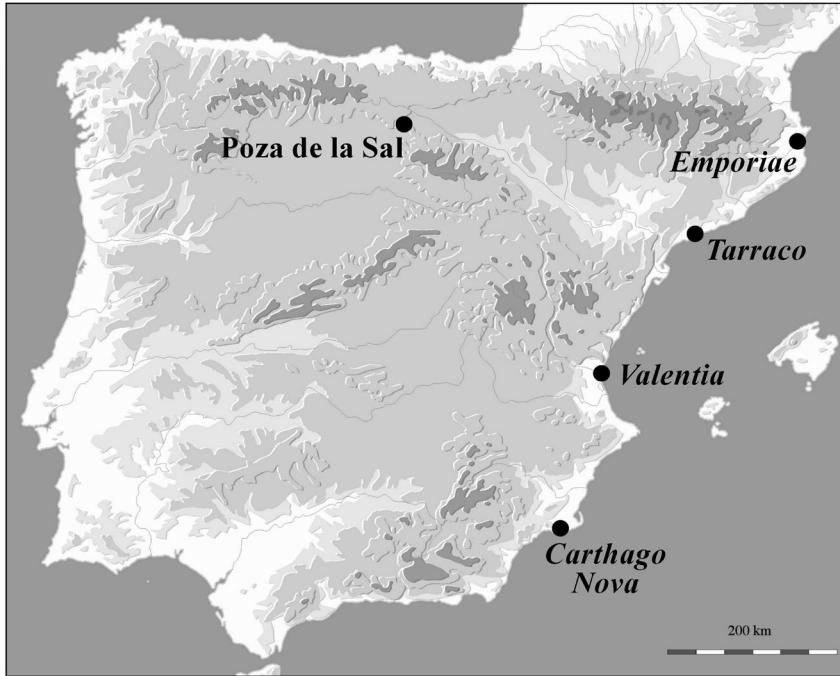 Poza de la Sal
Emporiae
Tarraco
Valentia
Carthago
Nova
200 km